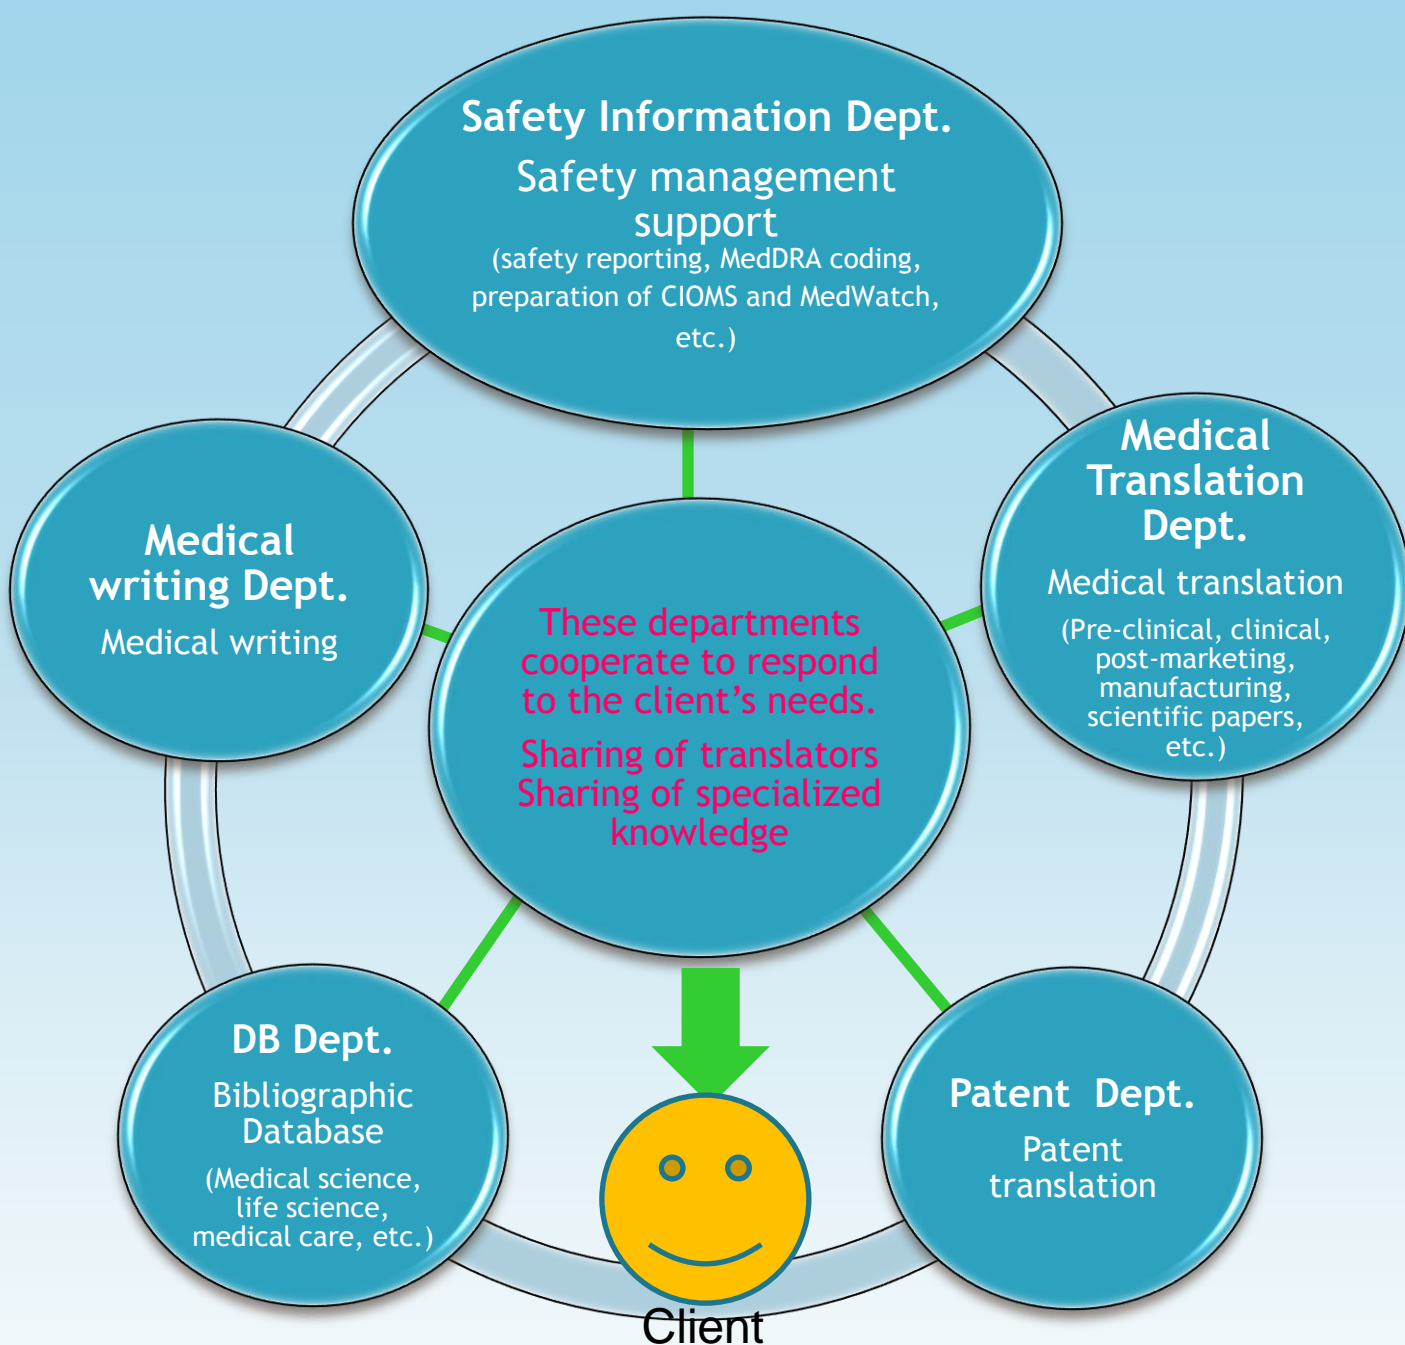 Safety Information Dept.
Safety management
support
(safety reporting, MedDRA coding,
preparation of CIOMS and MedWatch,
etc.)
Medical
Translation
Dept.
Medical translation
(Pre-clinical, clinical,
post-marketing,
manufacturing,
scientific papers,
etc.)
Medical
writing Dept.
Medical writing
These departments
cooperate to respond
to the client’s needs.
Sharing of translators
Sharing of specialized
knowledge
DB Dept.
Bibliographic
Database
(Medical science,
life science,
medical care, etc.)
Patent Dept.
Patent
translation
Client